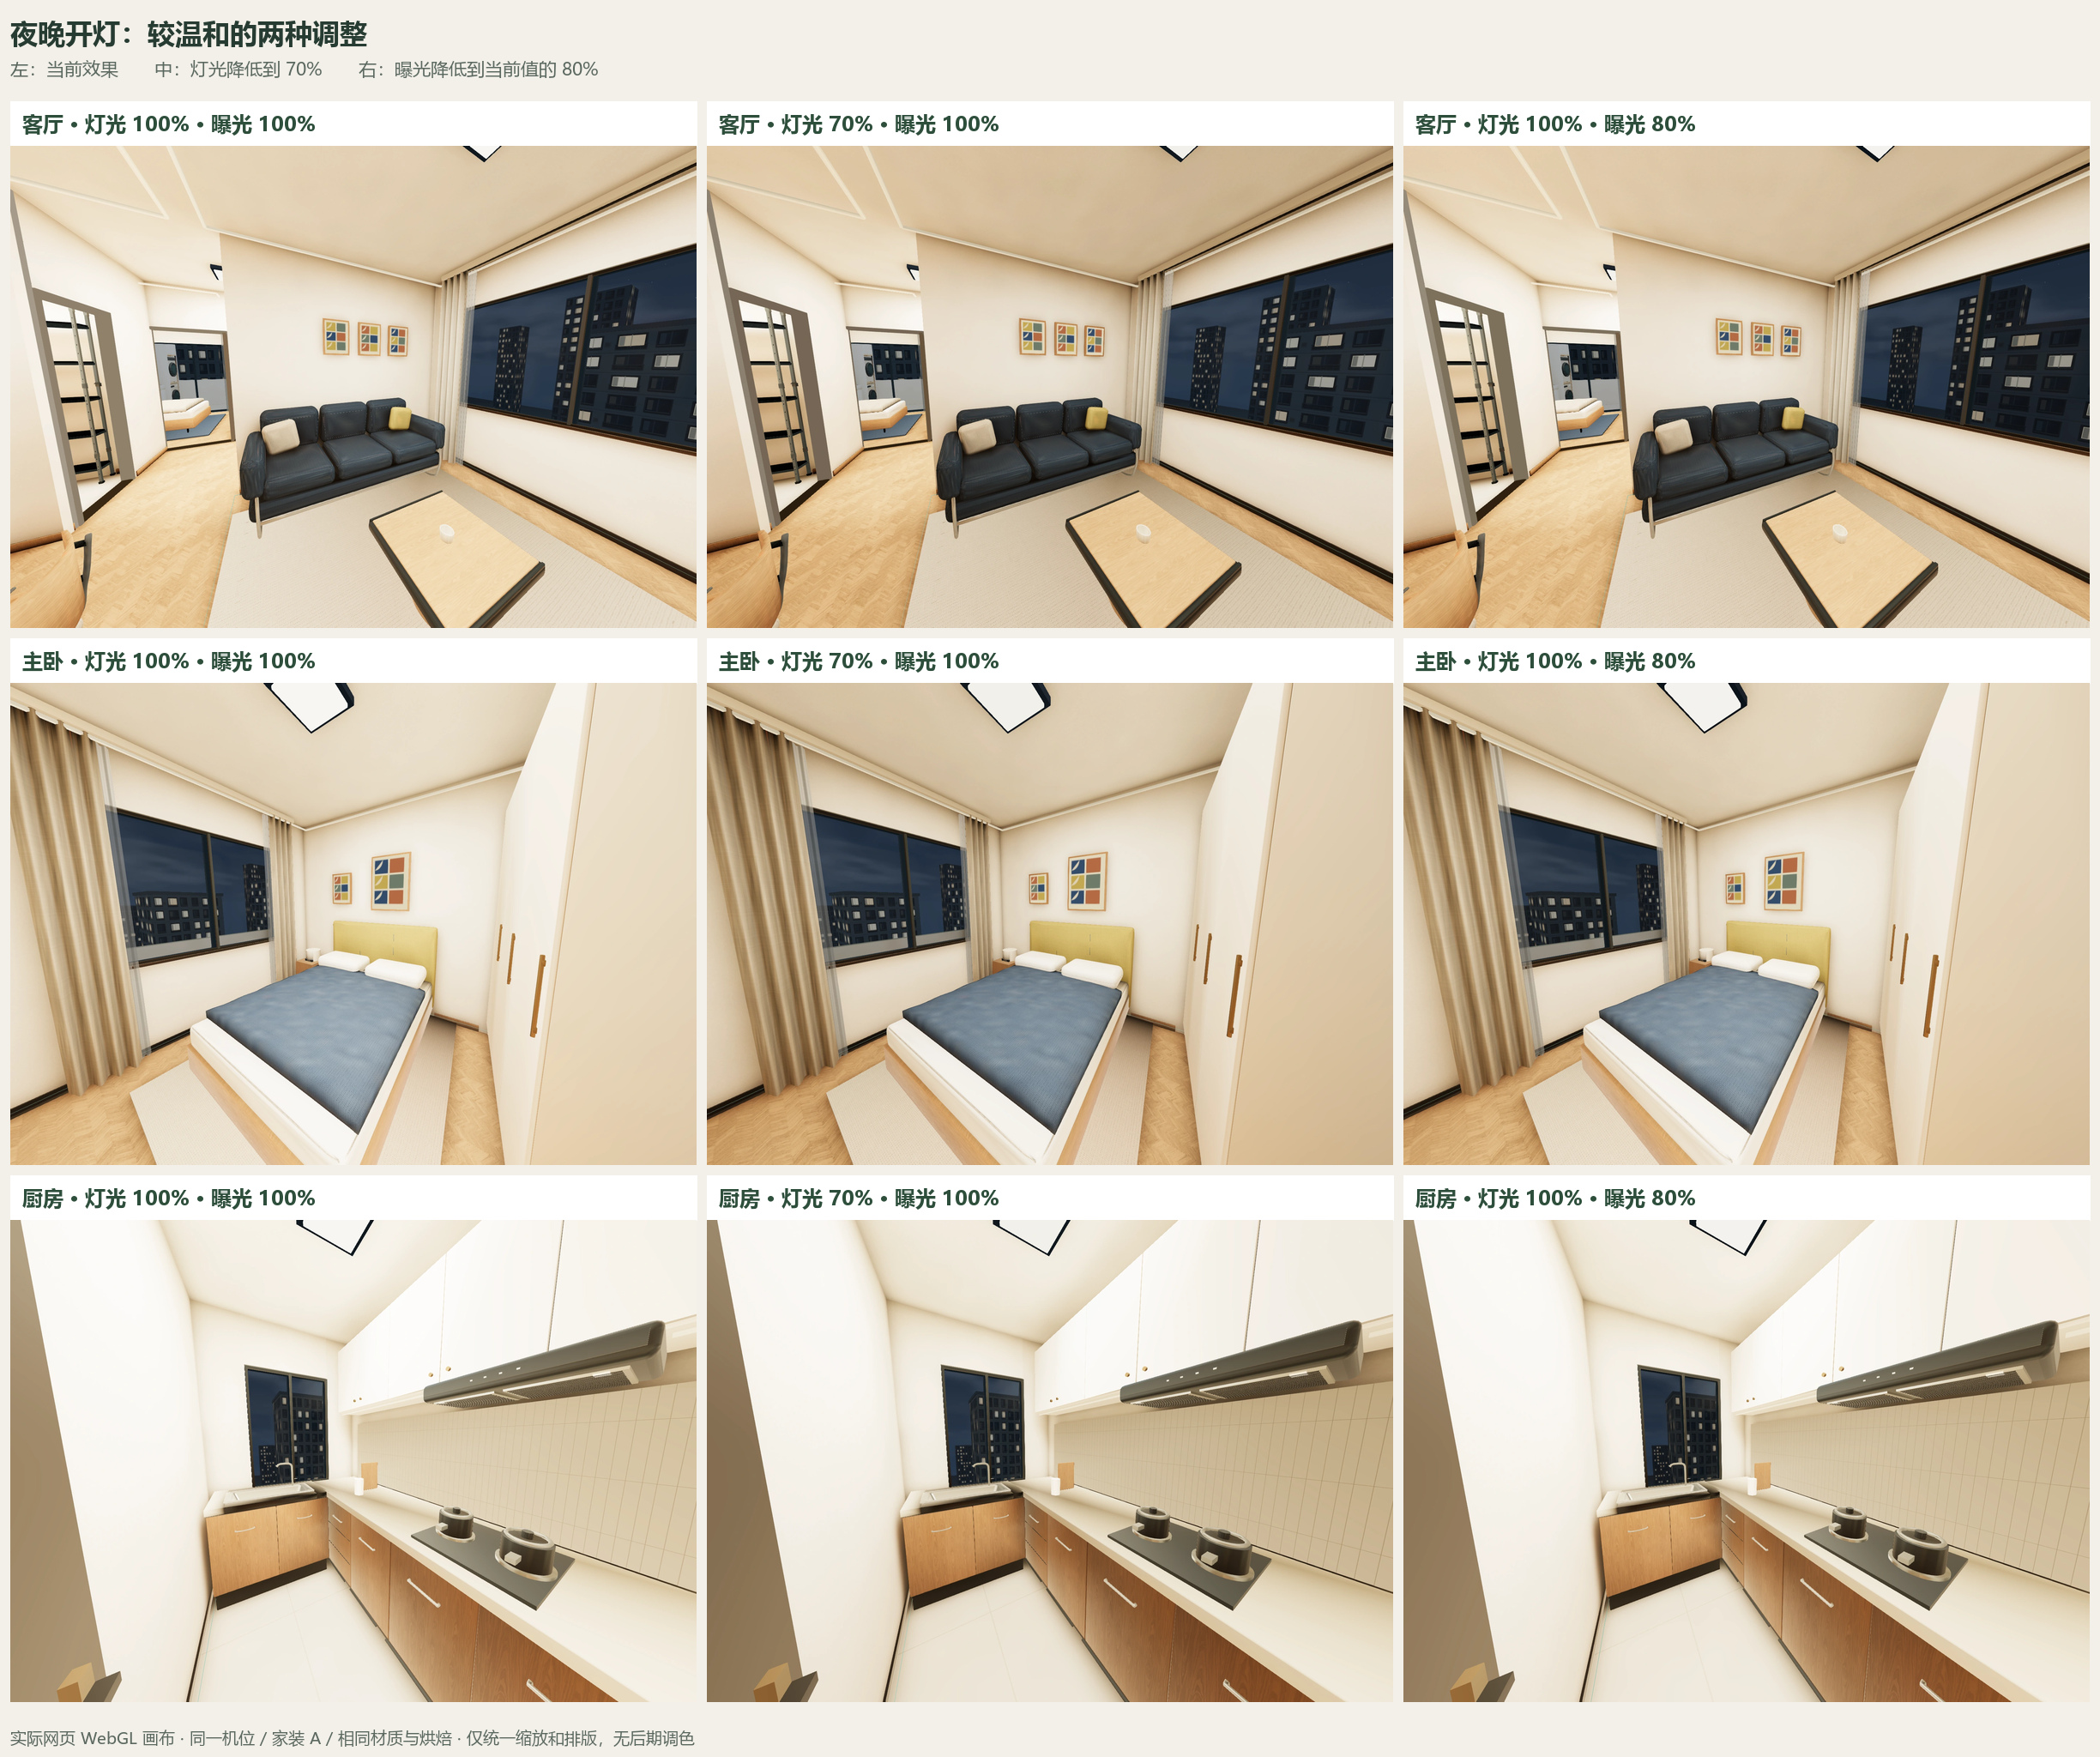 夜晚开灯：较温和的两种调整
左：当前效果 中：灯光降低到 70% 右：曝光降低到当前值的 80%
客厅 • 灯光 100% • 曝光 100%
客厅 • 灯光 70% • 曝光 100%
客厅 • 灯光 100% • 曝光 80%
主卧 • 灯光 100% • 曝光 100%
主卧 • 灯光 70% • 曝光 100%
主卧 • 灯光 100% • 曝光 80%
厨房 • 灯光 100% • 曝光 100%
厨房 • 灯光 70% • 曝光 100%
厨房 • 灯光 100% • 曝光 80%
实际网页 WebGL 画布 · 同一机位 / 家装 A / 相同材质与烘焙 · 仅统一缩放和排版，无后期调色